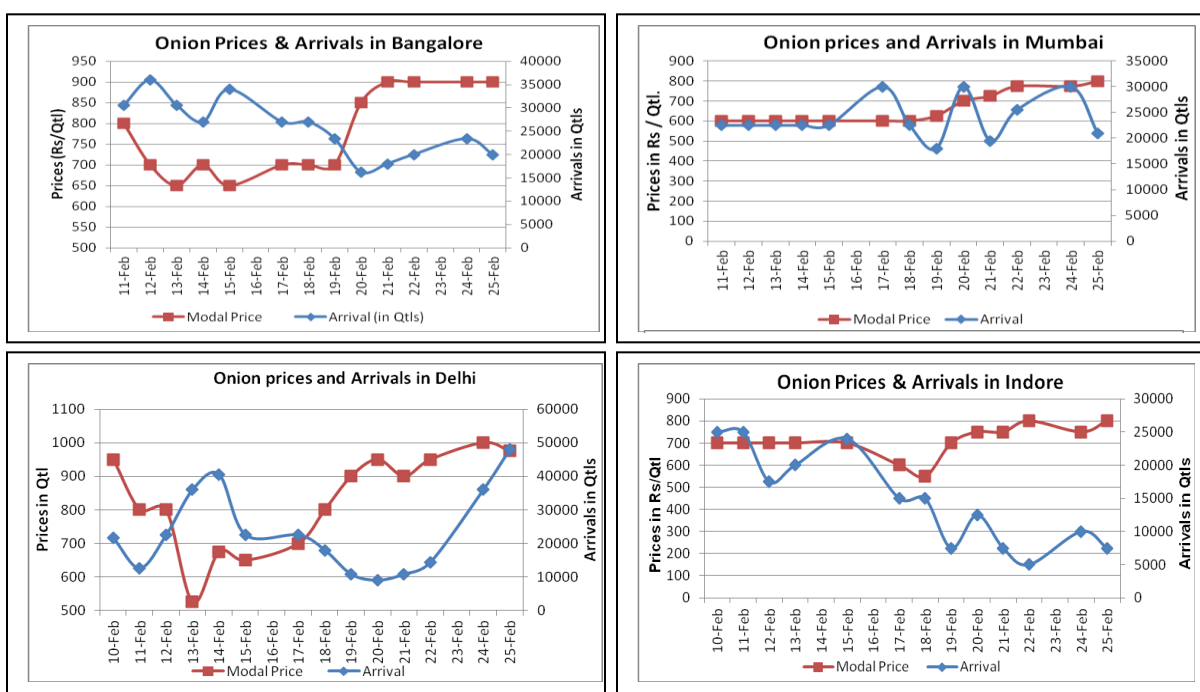 Onion Prices & Arrivals in Bangalore
Prices (Rs/Qtl)
950
900
850
800
750
700
650
600
550
500
40000
35000
30000
25000
20000
15000
10000
5000
0
Arrivals in Qtls
11-Feb
12-Feb
13-Feb
14-Feb
15-Feb
16-Feb
17-Feb
18-Feb
19-Feb
20-Feb
21-Feb
22-Feb
23-Feb
24-Feb
25-Feb
Modal Price
Arrival (in Qtls)
Onion prices and Arrivals in Mumbai
Prices in Rs / Qtl.
900
800
700
600
500
400
300
200
100
0
35000
30000
25000
20000
15000
10000
5000
0
Arrivals in Qtls
11-Feb
12-Feb
13-Feb
14-Feb
15-Feb
16-Feb
17-Feb
18-Feb
19-Feb
20-Feb
21-Feb
22-Feb
23-Feb
24-Feb
25-Feb
Modal Price
Arrival
Onion prices and Arrivals in Delhi
Prices in Qtl
1100
1000
900
800
700
600
500
60000
50000
40000
30000
20000
10000
0
Arrivals in Qtls
10-Feb
11-Feb
12-Feb
13-Feb
14-Feb
15-Feb
16-Feb
17-Feb
18-Feb
19-Feb
20-Feb
21-Feb
22-Feb
23-Feb
24-Feb
25-Feb
Modal Price
Arrival
Onion Prices & Arrivals in Indore
Prices in Rs/Qtl
900
800
700
600
500
400
300
200
100
0
30000
25000
20000
15000
10000
5000
0
Arrivals in Qtls
10-Feb
11-Feb
12-Feb
13-Feb
14-Feb
15-Feb
16-Feb
17-Feb
18-Feb
19-Feb
20-Feb
21-Feb
22-Feb
23-Feb
24-Feb
25-Feb
Modal Price
Arrival